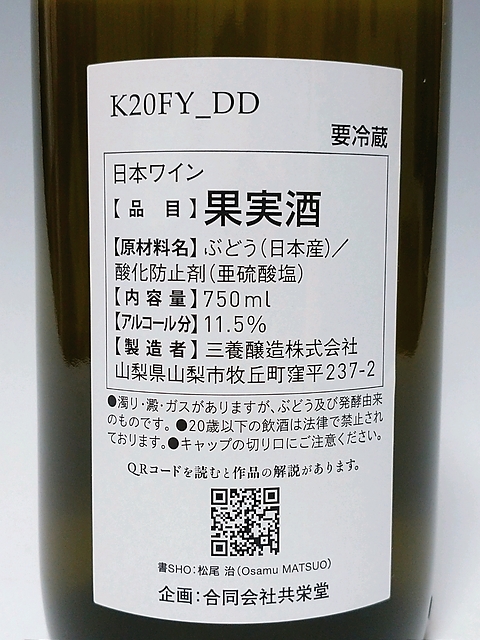 K20FY_DD
要冷蔵
日本ワイン
【品 目】果実酒
【原材料名】ぶどう(日本産)／
酸化防止剤(亜硫酸塩)
【内容量】750ml
【アルコール分】11.5%
【製造者】三養醸造株式会社
山梨県山梨市牧丘町窪平237-2
●濁り・澱・ガスがありますが、ぶどう及び発酵由来
のものです。●20歳以下の飲酒は法律で禁止され
ております。●キャップの切り口にご注意ください。
QRコードを読むと作品の解説があります。
書SHO：松尾 治(Osamu MATSUO)
企画：合同会社共栄堂